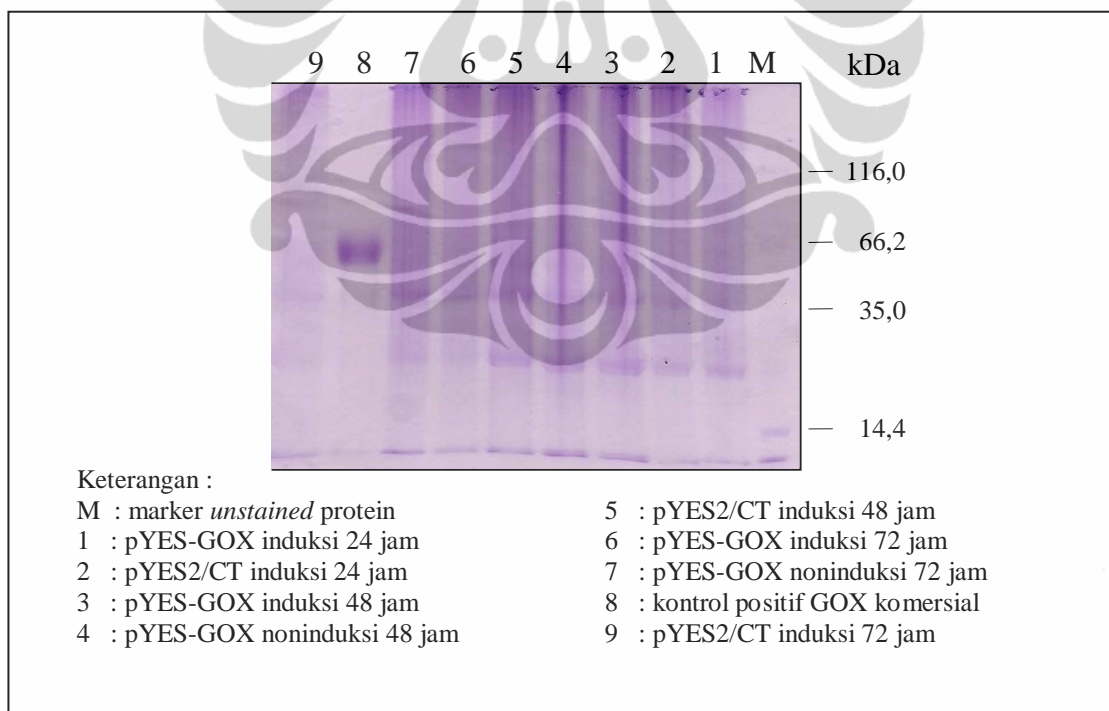 9 8 7 6 5 4 3 2 1 M kDa
116,0
66,2
35,0
14,4
Keterangan :
M : marker unstained protein
1 : pYES-GOX induksi 24 jam
2 : pYES2/CT induksi 24 jam
3 : pYES-GOX induksi 48 jam
4 : pYES-GOX noninduksi 48 jam
5 : pYES2/CT induksi 48 jam
6 : pYES-GOX induksi 72 jam
7 : pYES-GOX noninduksi 72 jam
8 : kontrol positif GOX komersial
9 : pYES2/CT induksi 72 jam